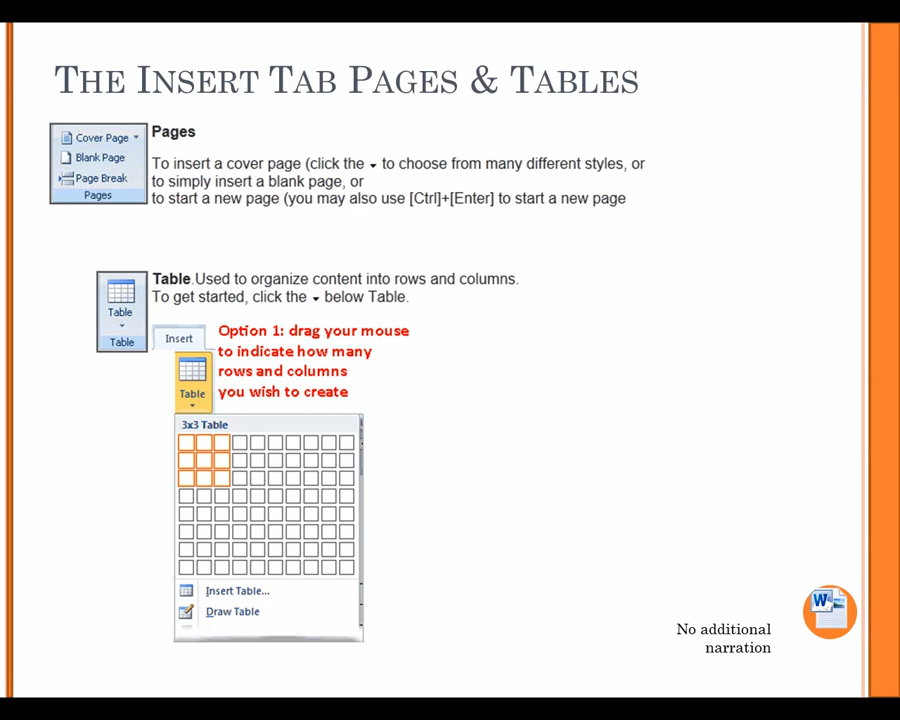 THE INSERT TAB PAGES & TABLES
Cover Page
Blank Page
Page Break
Pages
Pages
To insert a cover page (click the to choose from many different styles, or
to simply insert a blank page, or
to start a new page (you may also use [Ctrl]+[Enter] to start a new page
Table
Table
Table.Used to organize content into rows and columns.
To get started, click the below Table.
Insert
Table
Option 1: drag your mouse
to indicate how many
rows and columns
you wish to create
3x3 Table
Insert Table...
Draw Table
No additional
narration
W